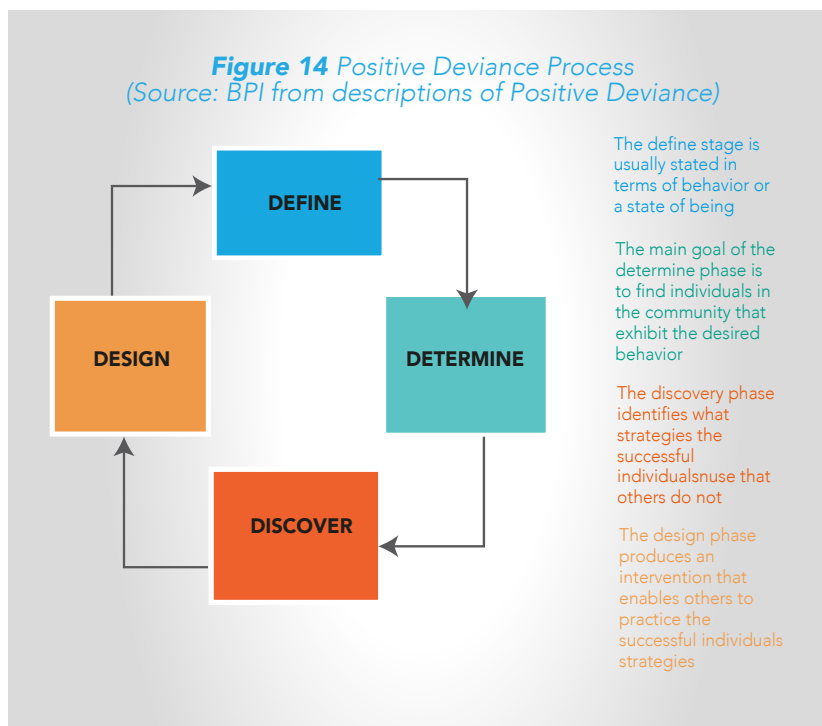 Figure 14 Positive Deviance Process
(Source: BPI from descriptions of Positive Deviance)
DEFINE
DETERMINE
DISCOVER
DESIGN
The define stage is
usually stated in
terms of behavior or
a state of being
The main goal of the
determine phase is
to find individuals in
the community that
exhibit the desired
behavior
The discovery phase
identifies what
strategies the
successful
individualsnuse that
others do not
The design phase
produces an
intervention that
enables others to
practice the
successful individuals
strategies